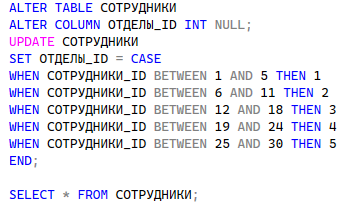 ALTER TABLE СОТРУДНИКИ
ALTER COLUMN ОТДЕЛЫ_ID INT NULL;
UPDATE СОТРУДНИКИ
SET ОТДЕЛЫ_ID = CASE
WHEN СОТРУДНИКИ_ID BETWEEN 1 AND 5 THEN 1
WHEN СОТРУДНИКИ_ID BETWEEN 6 AND 11 THEN 2
WHEN СОТРУДНИКИ_ID BETWEEN 12 AND 18 THEN 3
WHEN СОТРУДНИКИ_ID BETWEEN 19 AND 24 THEN 4
WHEN СОТРУДНИКИ_ID BETWEEN 25 AND 30 THEN 5
END;
SELECT * FROM СОТРУДНИКИ;